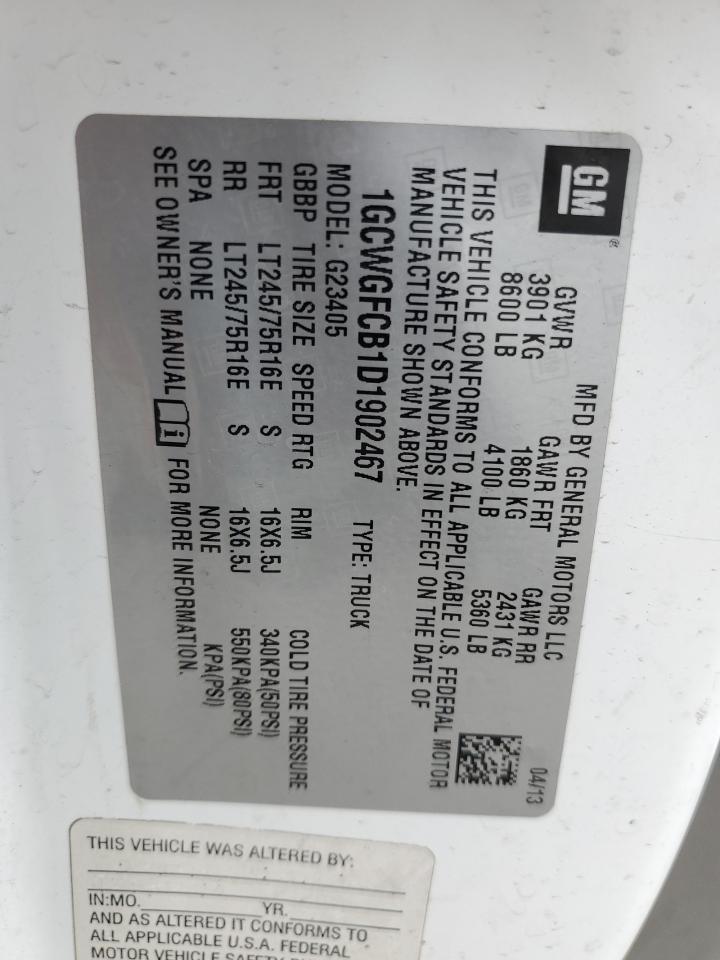 GM®
MFD BY GENERAL MOTORS LLC 04/13
GVWR GAWR FRT GAWR RR
3901 KG 1860 KG 2431 KG
8600 LB 4100 LB 5360 LB
THIS VEHICLE CONFORMS TO ALL APPLICABLE U.S. FEDERAL MOTOR
VEHICLE SAFETY STANDARDS IN EFFECT ON THE DATE OF
MANUFACTURE SHOWN ABOVE.
1GCWGFCB1D1902467 TYPE: TRUCK
MODEL: G23405
GBBP TIRE SIZE SPEED RTG RIM COLD TIRE PRESSURE
FRT LT245/75R16E S 16X6.5J 340KPA(50PSI)
RR LT245/75R16E S 16X6.5J 550KPA(80PSI)
SPA NONE NONE KPA(PSI)
SEE OWNER'S MANUAL FOR MORE INFORMATION.
THIS VEHICLE WAS ALTERED BY:
IN:MO. YR.
AND AS ALTERED IT CONFORMS TO
ALL APPLICABLE U.S.A. FEDERAL
MOTOR VEHICLE SAFETY